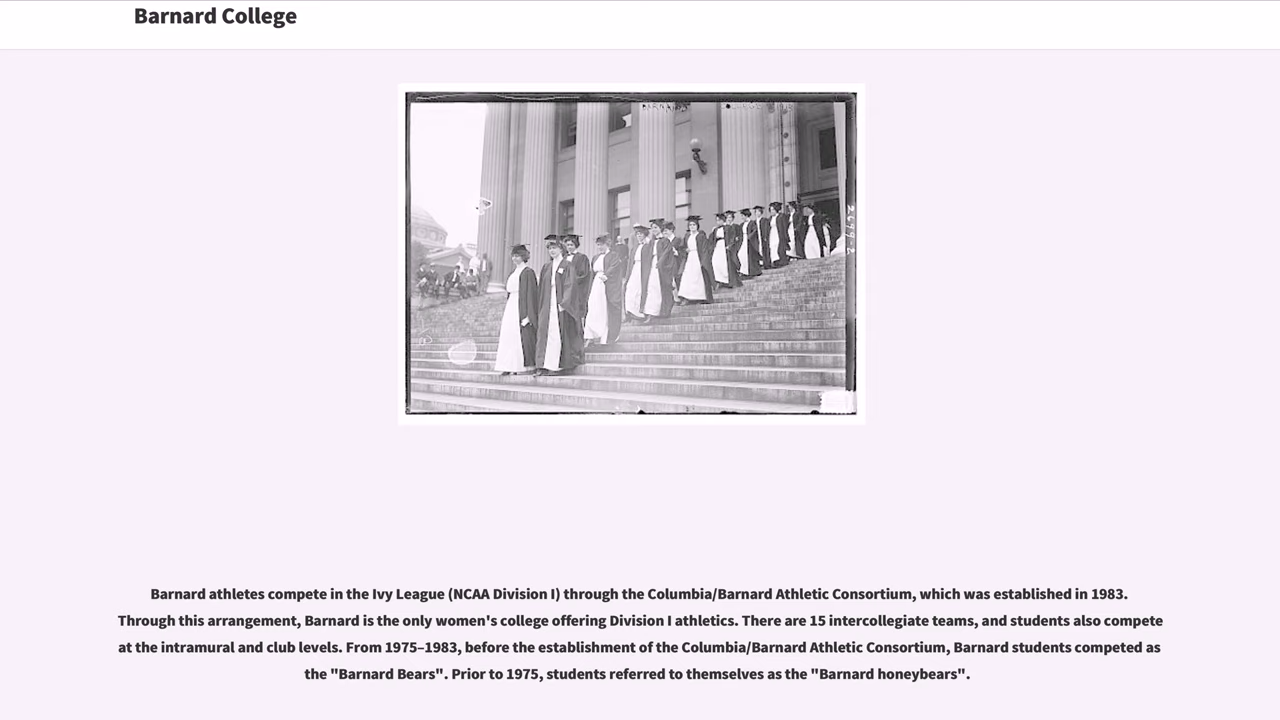 Barnard College
Barnard athletes compete in the Ivy League (NCAA Division I) through the Columbia/Barnard Athletic Consortium, which was established in 1983.
Through this arrangement, Barnard is the only women's college offering Division I athletics. There are 15 intercollegiate teams, and students also compete
at the intramural and club levels. From 1975–1983, before the establishment of the Columbia/Barnard Athletic Consortium, Barnard students competed as
the "Barnard Bears". Prior to 1975, students referred to themselves as the "Barnard honeybears".